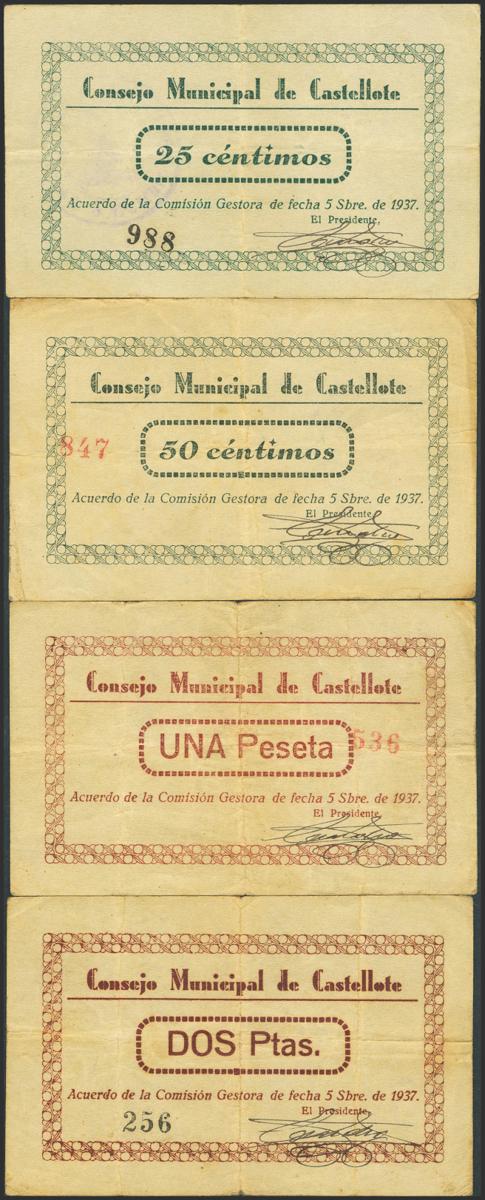 Consejo Municipal de Castellote
25 céntimos
Acuerdo de la Comisión Gestora de fecha 5 Sbre. de 1937.
El Presidente,
988
Consejo Municipal de Castellote
847
50 céntimos
Acuerdo de la Comisión Gestora de fecha 5 Sbre. de 1937.
El Presidente
Consejo Municipal de Castellote
UNA Peseta
536
Acuerdo de la Comisión Gestora de fecha 5 Sbre. de 1937.
El Presidente,
Consejo Municipal de Castellote
DOS Ptas.
Acuerdo de la Comisión Gestora de fecha 5 Sbre. de 1937.
El Presidente,
256